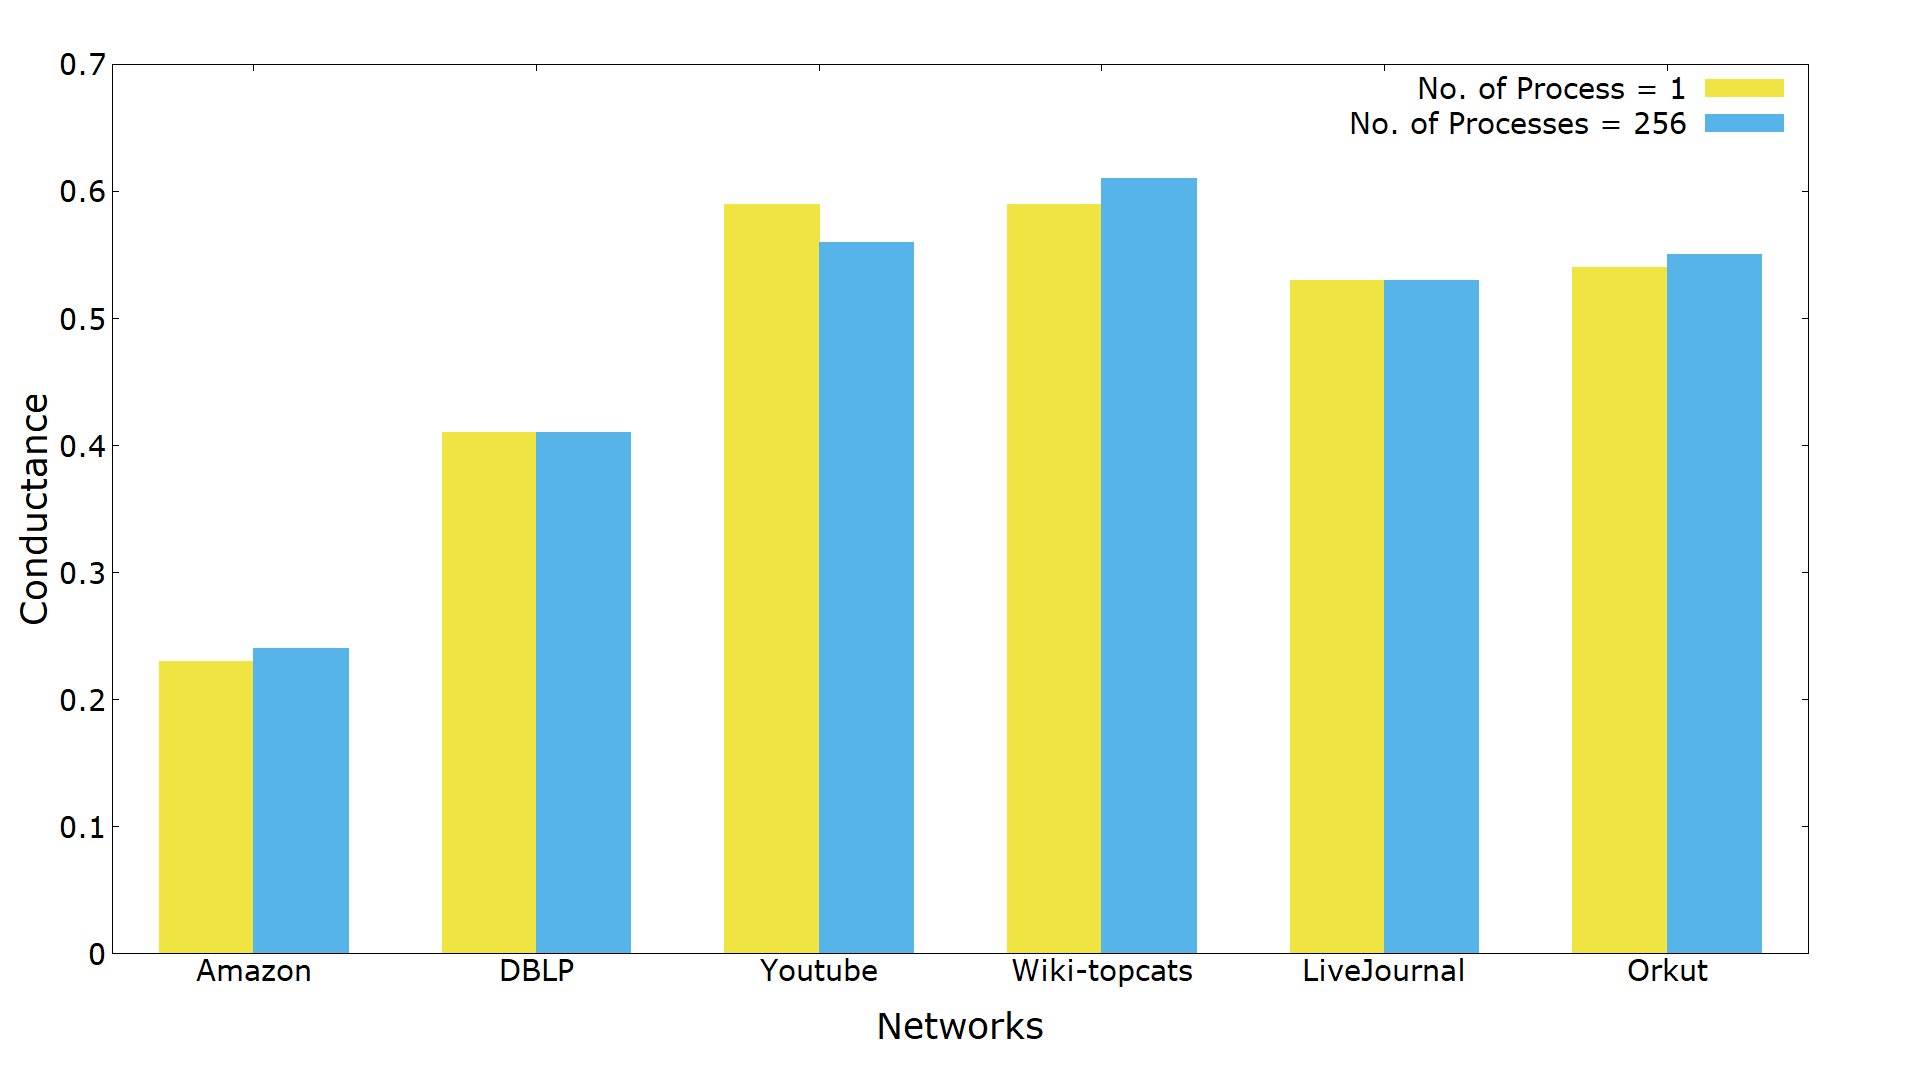 0.7
No. of Process = 1
No. of Processes = 256
0.6
0.5
0.4
0.3
0.2
0.1
0
Conductance
Amazon DBLP Youtube Wiki-topcats LiveJournal Orkut
Networks